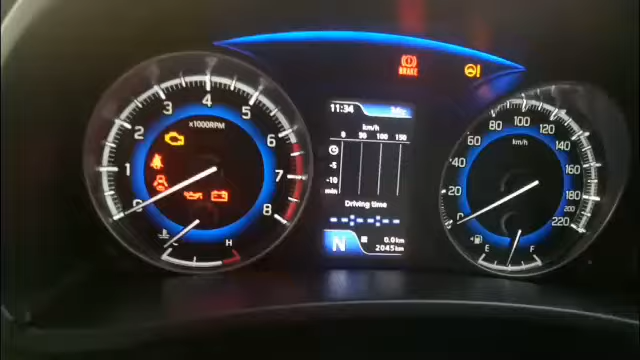 BRAKE
11:34
km/h
0 50 100 150
-5
-10
min
Driving time
N
0.0km
2045km
x1000RPM
0 1 2 3 4 5 6 7 8
C H
km/h
0 20 40 60 80 100 120 140 160 180 200 220
E F